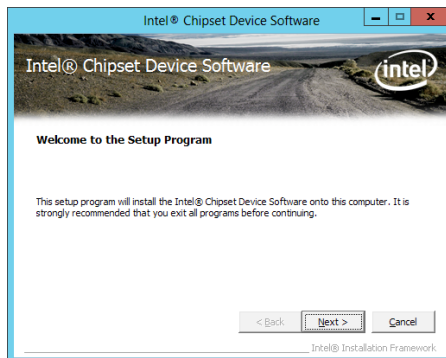 Intel® Chipset Device Software
Intel® Chipset Device Software
intel
Welcome to the Setup Program
This setup program will install the Intel® Chipset Device Software onto this computer. It is
strongly recommended that you exit all programs before continuing.
< Back Next > Cancel
Intel® Installation Framework